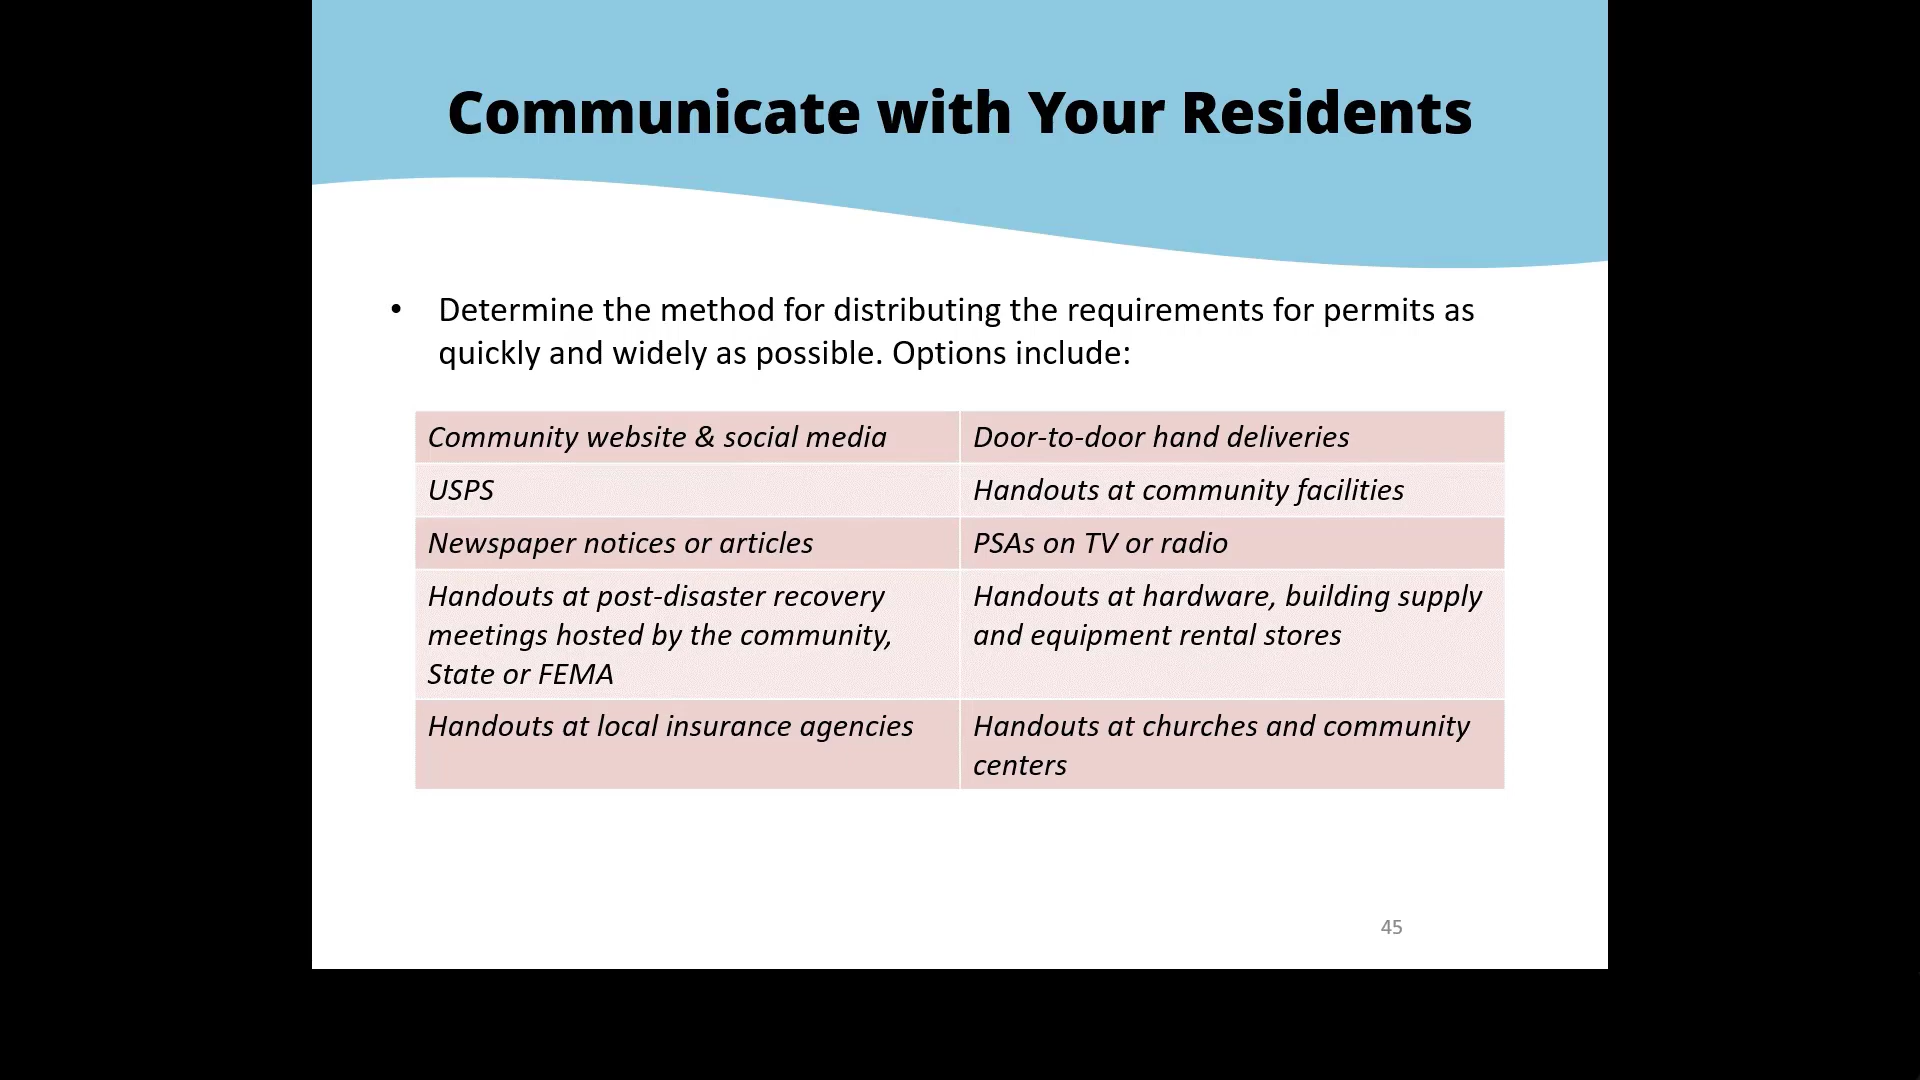 Communicate with Your Residents
• Determine the method for distributing the requirements for permits as
quickly and widely as possible. Options include:
Community website & social media
Door-to-door hand deliveries
USPS
Handouts at community facilities
Newspaper notices or articles
PSAs on TV or radio
Handouts at post-disaster recovery
meetings hosted by the community,
State or FEMA
Handouts at hardware, building supply
and equipment rental stores
Handouts at local insurance agencies
Handouts at churches and community
centers
45